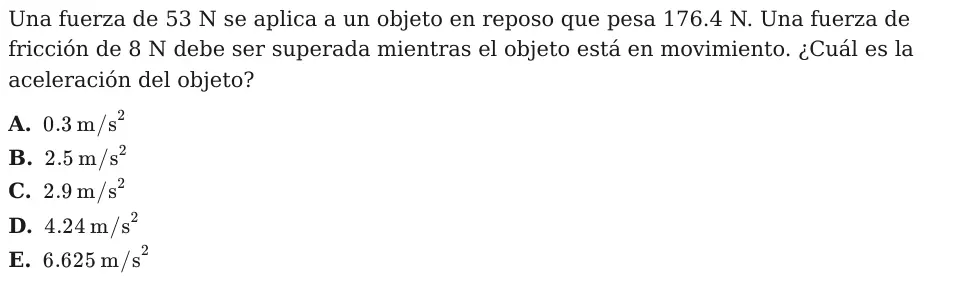 Una fuerza de 53 N se aplica a un objeto en reposo que pesa 176.4 N. Una fuerza de
fricción de 8 N debe ser superada mientras el objeto está en movimiento. ¿Cuál es la
aceleración del objeto?
A. 0.3 m/s²
B. 2.5 m/s²
C. 2.9 m/s²
D. 4.24 m/s²
E. 6.625 m/s²